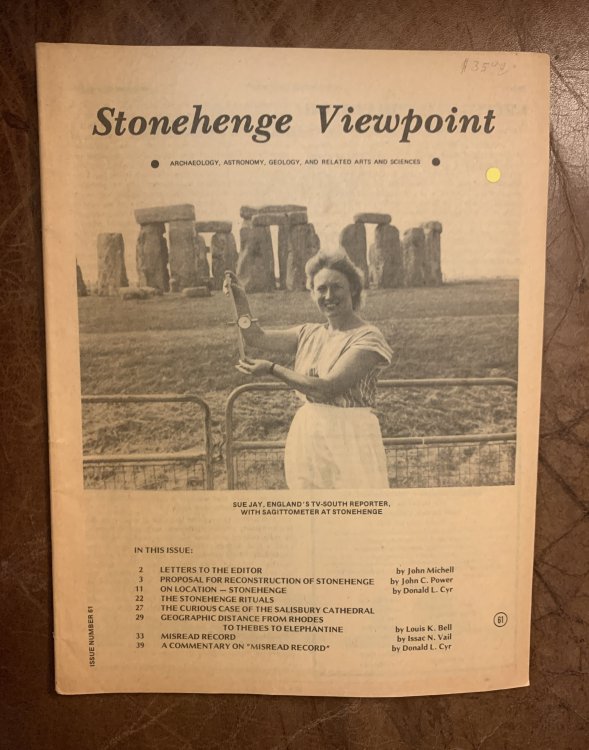 $35.00
Stonehenge Viewpoint
● ARCHAEOLOGY, ASTRONOMY, GEOLOGY, AND RELATED ARTS AND SCIENCES ●
SUE JAY, ENGLAND'S TV-SOUTH REPORTER,
WITH SAGITTOMETER AT STONEHENGE
IN THIS ISSUE:
2 LETTERS TO THE EDITOR by John Michell
3 PROPOSAL FOR RECONSTRUCTION OF STONEHENGE by John C. Power
11 ON LOCATION — STONEHENGE by Donald L. Cyr
22 THE STONEHENGE RITUALS
27 THE CURIOUS CASE OF THE SALISBURY CATHEDRAL
29 GEOGRAPHIC DISTANCE FROM RHODES
TO THEBES TO ELEPHANTINE by Louis K. Bell
33 MISREAD RECORD by Issac N. Vail
39 A COMMENTARY ON "MISREAD RECORD" by Donald L. Cyr
61
ISSUE NUMBER 61